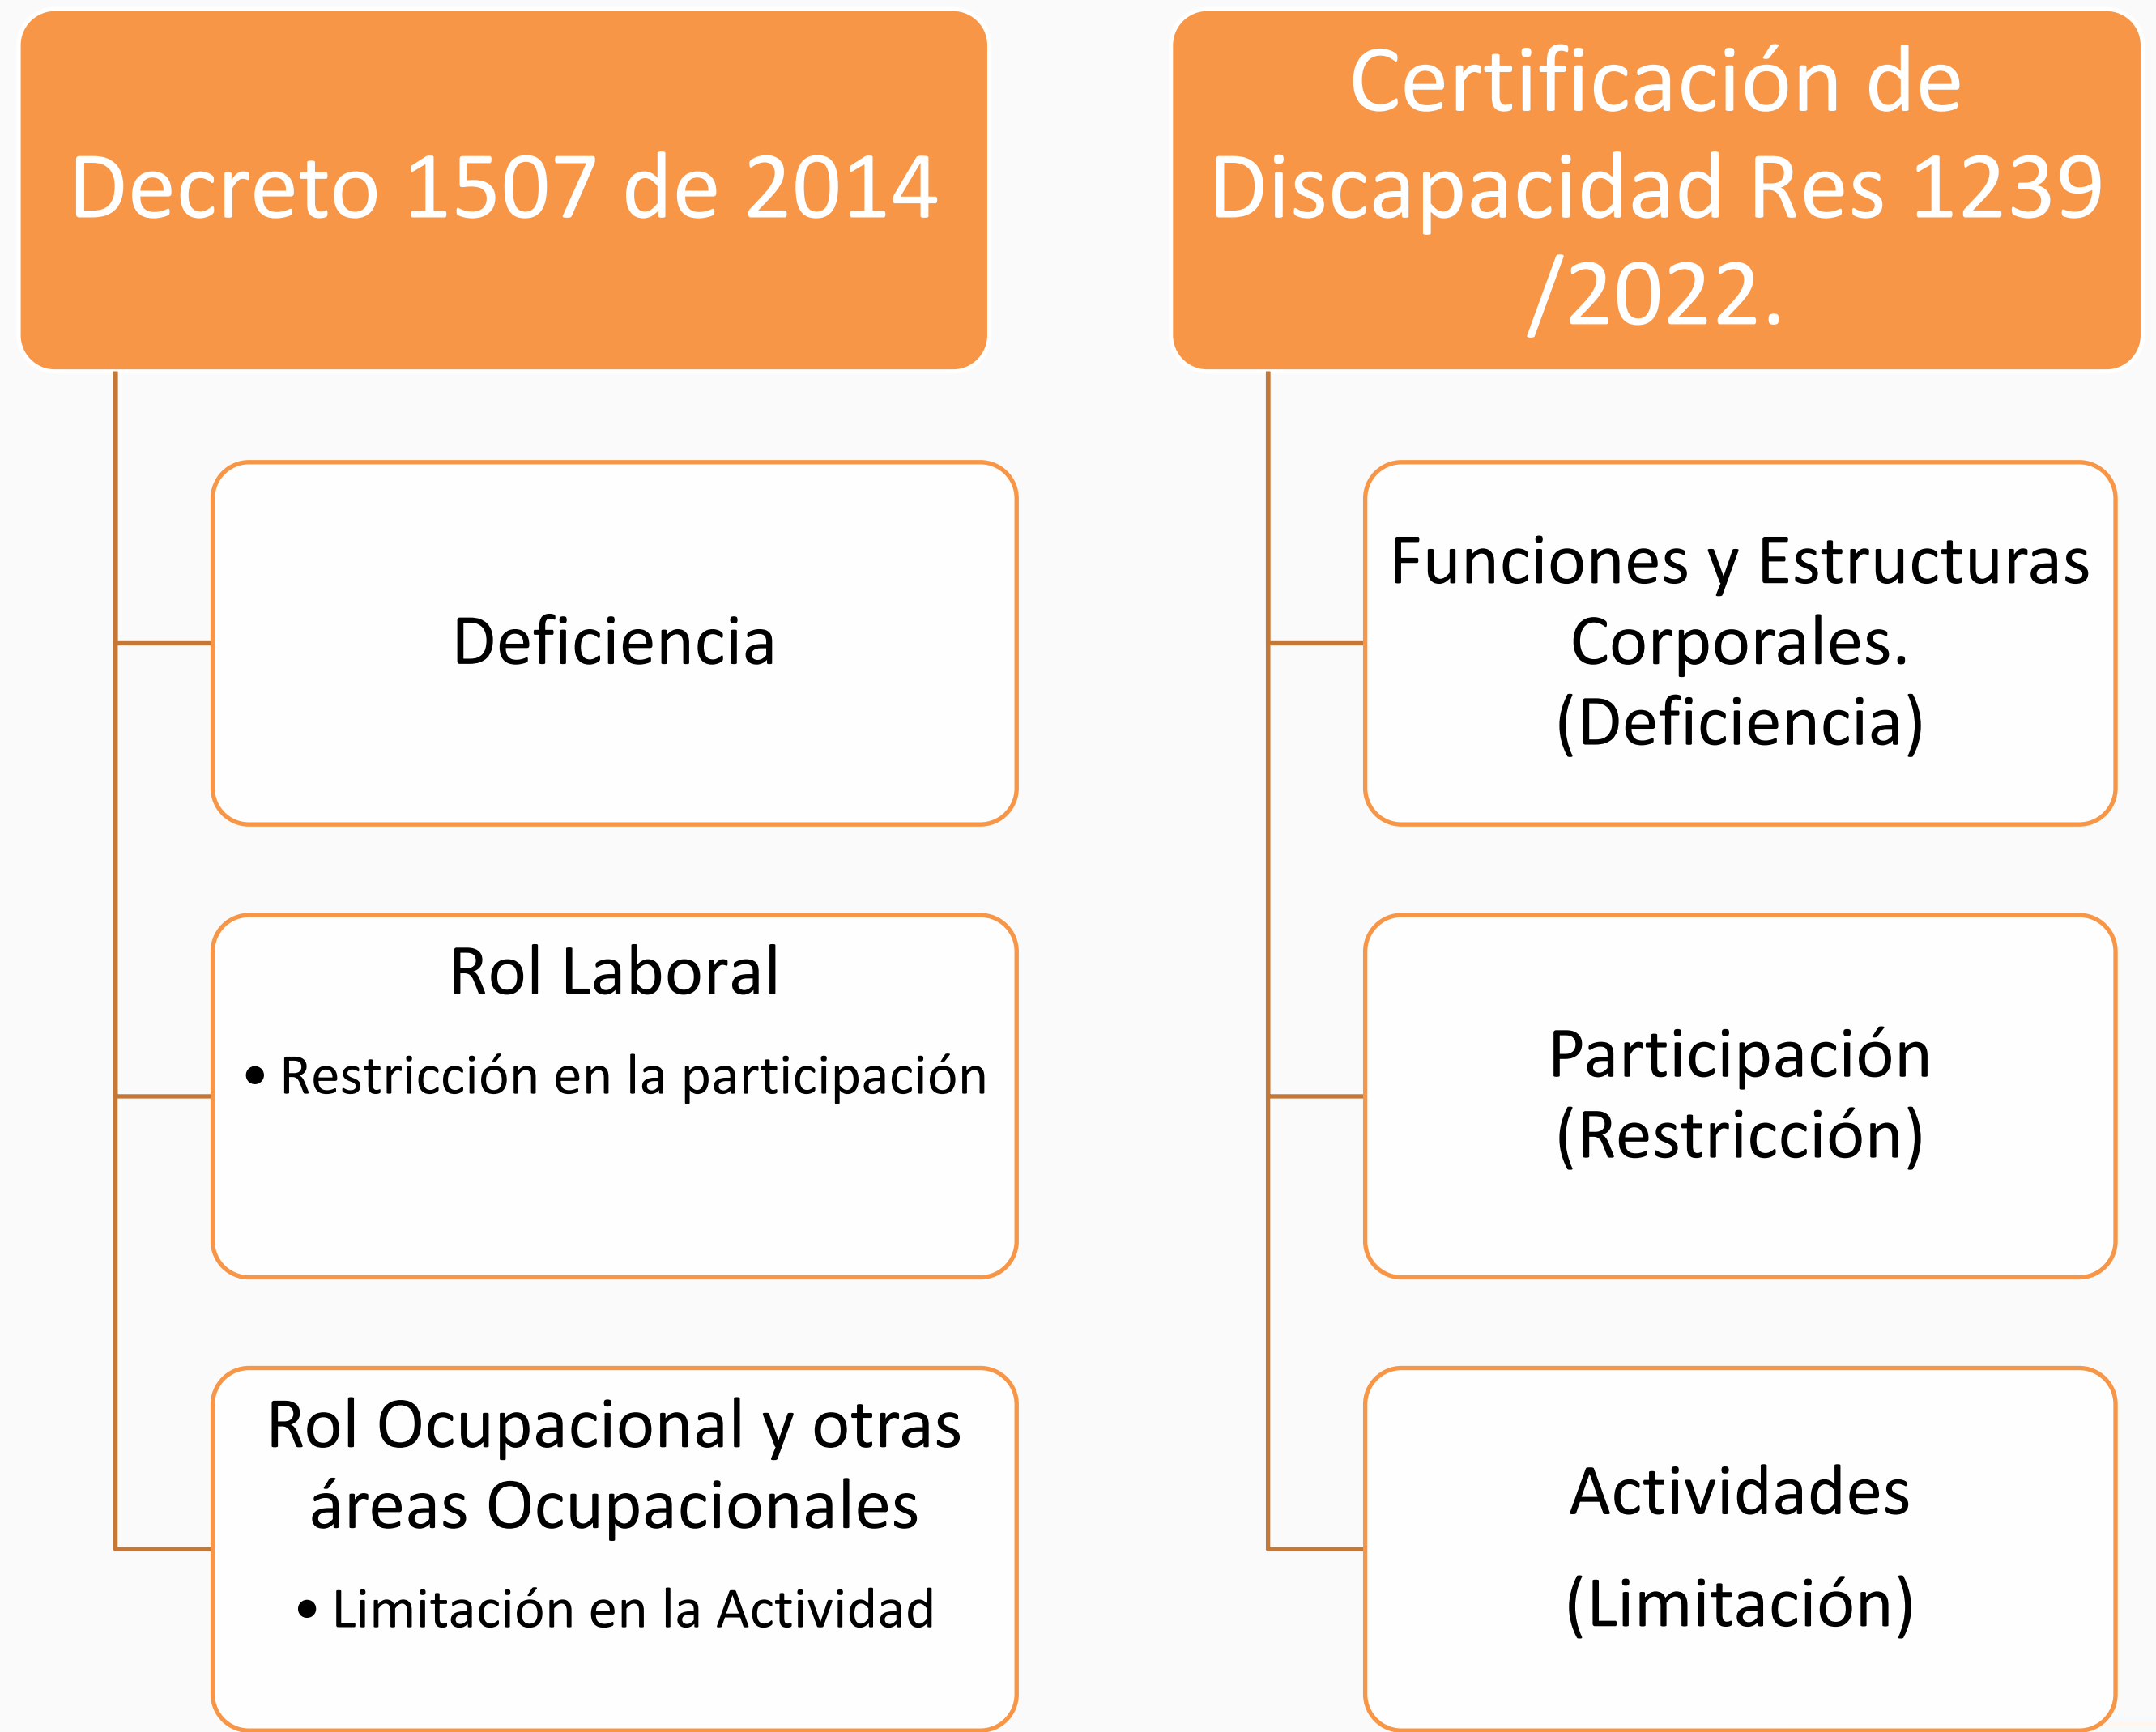 Decreto 1507 de 2014
Deficiencia
Rol Laboral
• Restricción en la participación
Rol Ocupacional y otras
áreas Ocupacionales
• Limitación en la Actividad
Certificación de
Discapacidad Res 1239
/2022.
Funciones y Estructuras
Corporales.
(Deficiencia)
Participación
(Restricción)
Actividades
(Limitación)